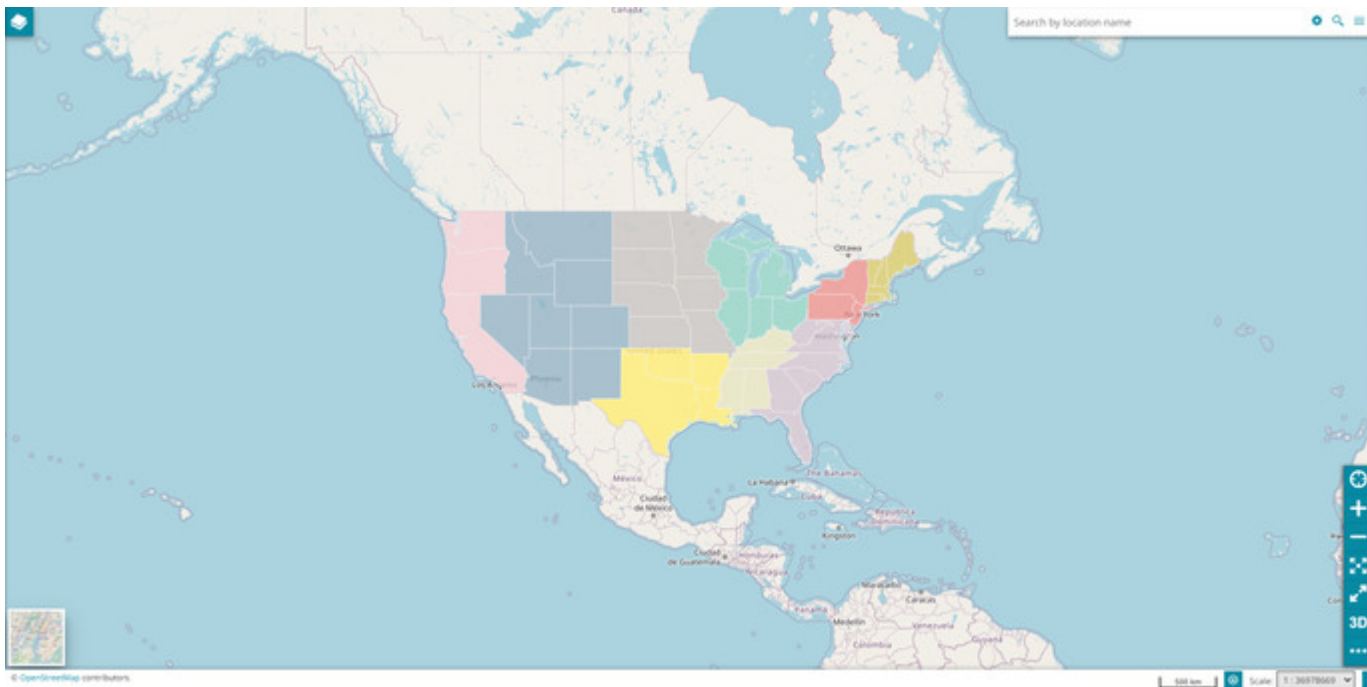 Canada
Search by location name
Ottawa
New York
Washington
Los Angeles
Phoenix
The Bahamas
La Habana
Cuba
México
Ciudad
de México
República
Dominicana
Kingston
Ciudad
de Guatemala
Honduras
Nicaragua
Maracaibo
Caracas
Panamá
Medellín
Venezuela
Guyana
Colombia
3D
© OpenStreetMap contributors
500 km
Scale
1 : 36978669